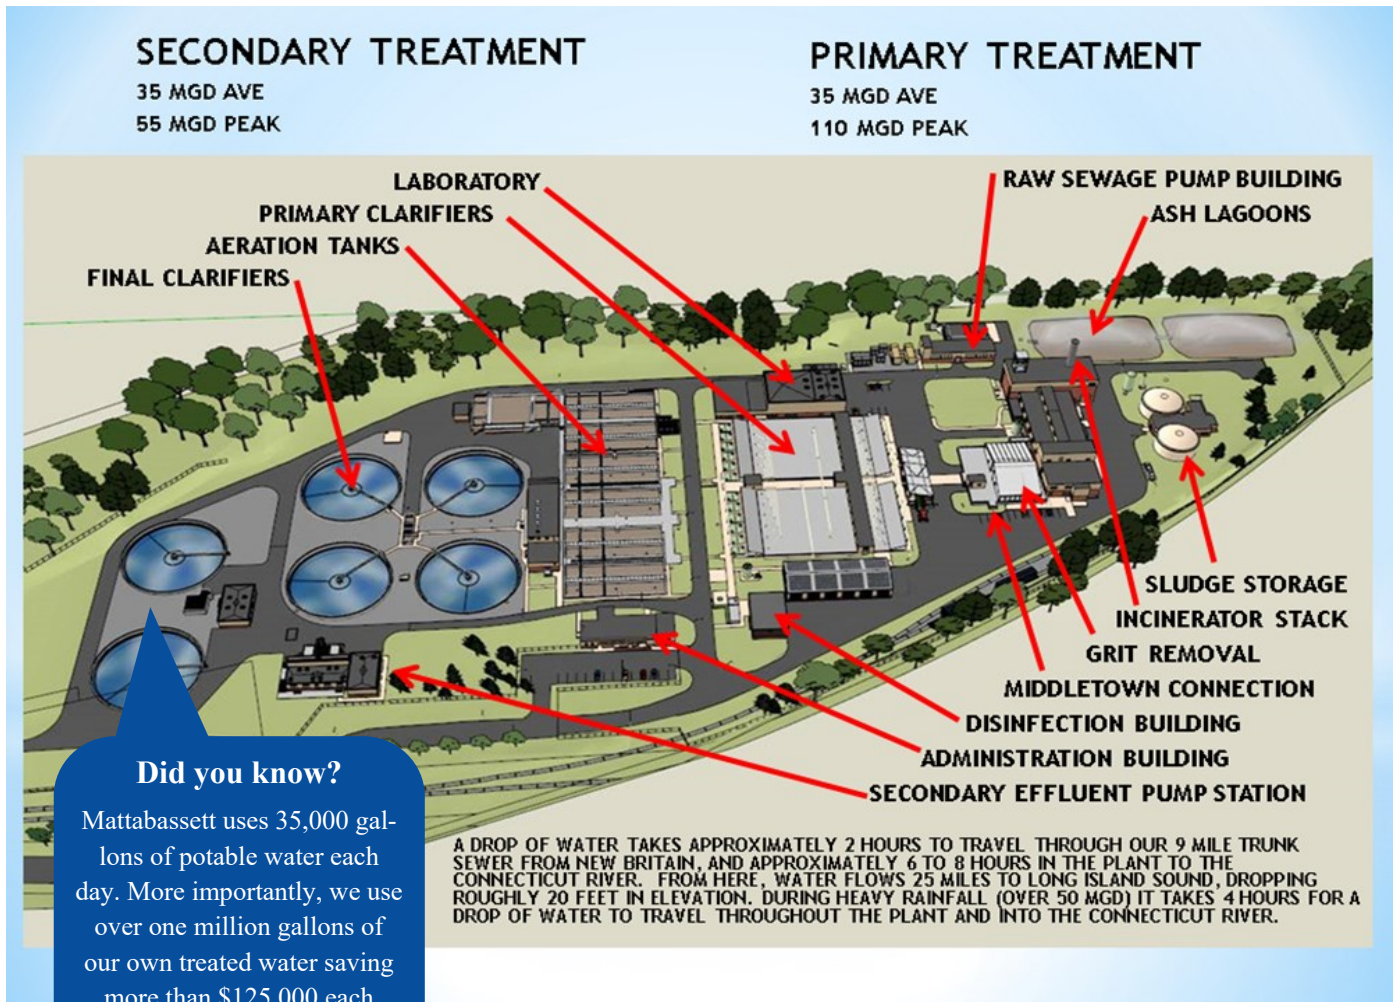 SECONDARY TREATMENT
35 MGD AVE
55 MGD PEAK
PRIMARY TREATMENT
35 MGD AVE
110 MGD PEAK
LABORATORY
PRIMARY CLARIFIERS
AERATION TANKS
FINAL CLARIFIERS
RAW SEWAGE PUMP BUILDING
ASH LAGOONS
SLUDGE STORAGE
INCINERATOR STACK
GRIT REMOVAL
MIDDLETOWN CONNECTION
DISINFECTION BUILDING
ADMINISTRATION BUILDING
SECONDARY EFFLUENT PUMP STATION
A DROP OF WATER TAKES APPROXIMATELY 2 HOURS TO TRAVEL THROUGH OUR 9 MILE TRUNK
SEWER FROM NEW BRITAIN, AND APPROXIMATELY 6 TO 8 HOURS IN THE PLANT TO THE
CONNECTICUT RIVER. FROM HERE, WATER FLOWS 25 MILES TO LONG ISLAND SOUND, DROPPING
ROUGHLY 20 FEET IN ELEVATION. DURING HEAVY RAINFALL (OVER 50 MGD) IT TAKES 4 HOURS FOR A
DROP OF WATER TO TRAVEL THROUGHOUT THE PLANT AND INTO THE CONNECTICUT RIVER.
Did you know?
Mattabassett uses 35,000 gal-
lons of potable water each
day. More importantly, we use
over one million gallons of
our own treated water saving
more than $125,000 each